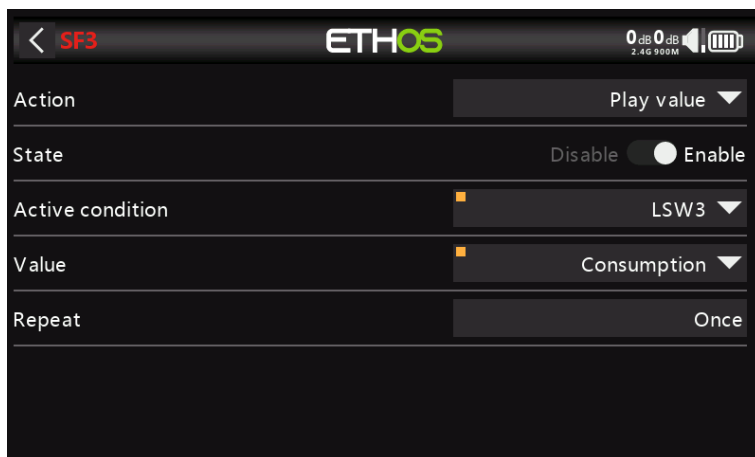 SF3 ETHOS 0dB 0dB
2.4G 900M
Action Play value
State Disable Enable
Active condition LSW3
Value Consumption
Repeat Once